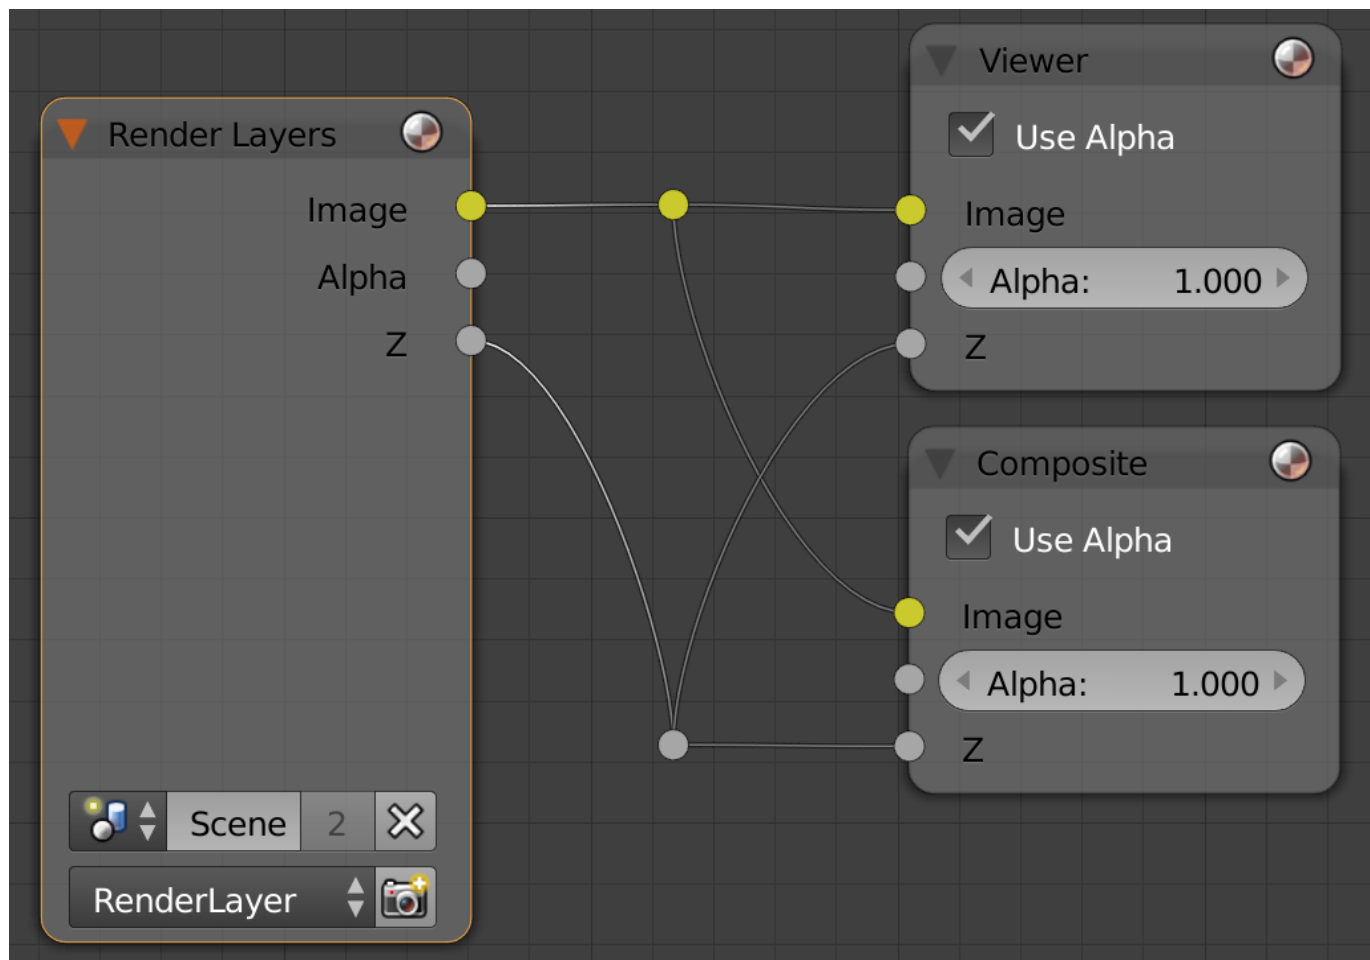 Render Layers
Image
Alpha
Z
Scene 2
RenderLayer
Viewer
Use Alpha
Image
Alpha: 1.000
Z
Composite
Use Alpha
Image
Alpha: 1.000
Z